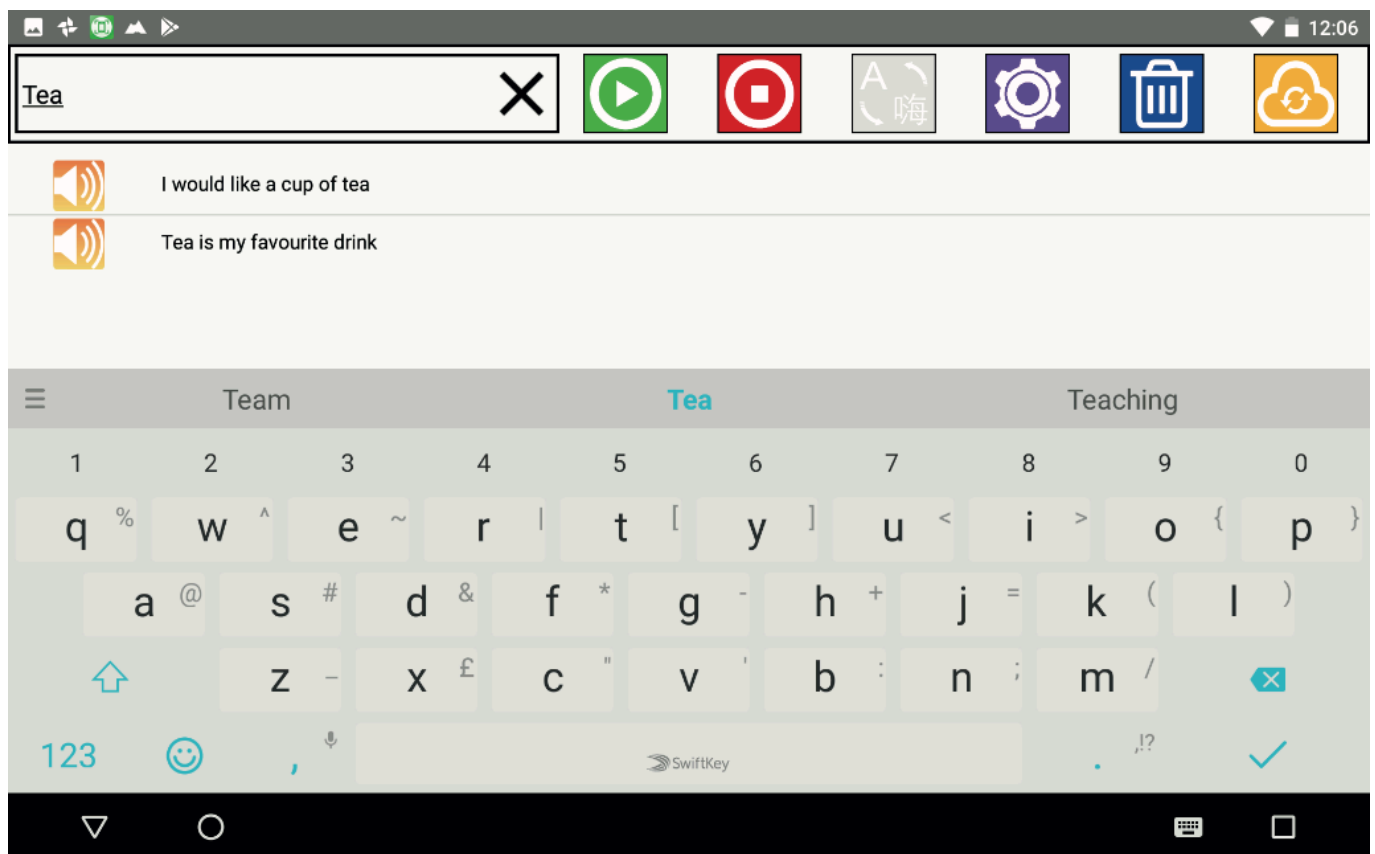 12:06
Tea
A 嗨
I would like a cup of tea
Tea is my favourite drink
Team Tea Teaching
1 2 3 4 5 6 7 8 9 0
q % w ^ e ~ r | t [ y ] u < i > o { p }
a @ s # d & f * g - h + j = k ( l )
z _ x £ c " v ' b : n ; m /
123 , SwiftKey . ,!?